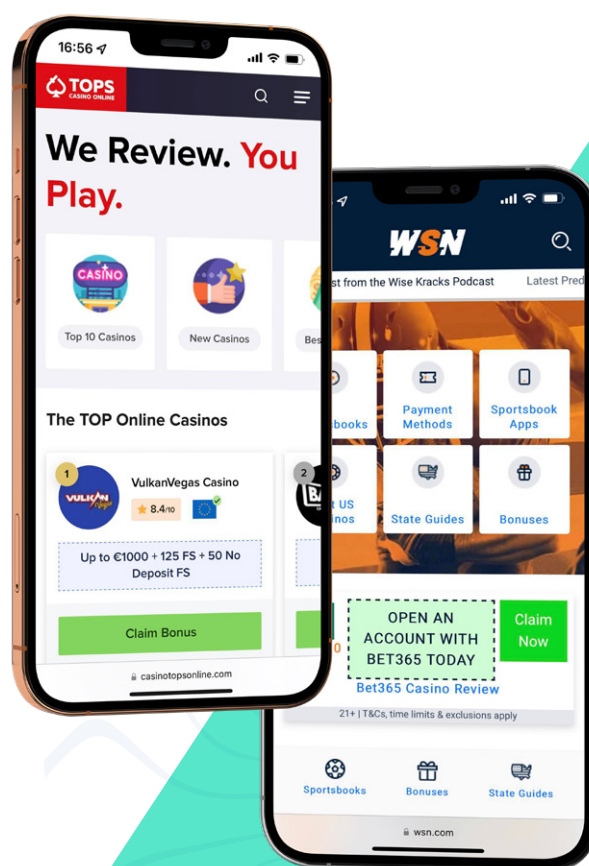 16:56
TOPS
CASINO ONLINE
We Review. You
Play.
CASINO
Top 10 Casinos
New Casinos
The TOP Online Casinos
1
VULKAN
Vegas
VulkanVegas Casino
8.4/10
Up to €1000 + 125 FS + 50 No
Deposit FS
Claim Bonus
2
casinotopsonline.com
WSN
from the Wise Kracks Podcast
Latest
Payment
Methods
Sportsbook
Apps
US
State Guides
Bonuses
OPEN AN
ACCOUNT WITH
BET365 TODAY
Claim
Now
Bet365 Casino Review
21+ | T&Cs, time limits & exclusions apply
Sportsbooks
Bonuses
State Guides
wsn.com